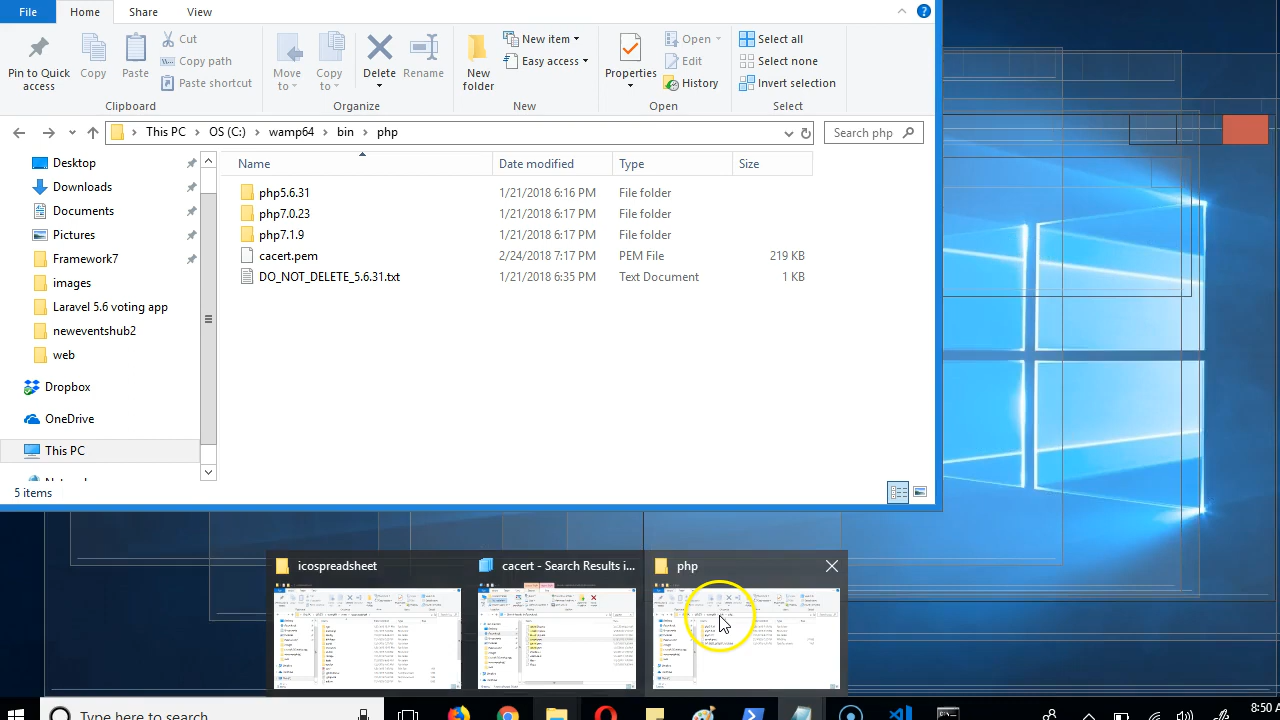 File Home Share View
Pin to Quick access
Copy
Paste
Cut
Copy path
Paste shortcut
Move to
Copy to
Delete
Rename
New folder
New item
Easy access
Properties
Open
Edit
History
Select all
Select none
Invert selection
Clipboard Organize New Open Select
This PC > OS (C:) > wamp64 > bin > php
Search php
Desktop
Downloads
Documents
Pictures
Framework7
images
Laravel 5.6 voting app
neweventshub2
web
Dropbox
OneDrive
This PC
Name Date modified Type Size
php5.6.31 1/21/2018 6:16 PM File folder
php7.0.23 1/21/2018 6:17 PM File folder
php7.1.9 1/21/2018 6:17 PM File folder
cacert.pem 2/24/2018 7:17 PM PEM File 219 KB
DO_NOT_DELETE_5.6.31.txt 1/21/2018 6:35 PM Text Document 1 KB
5 items
icospreadsheet
cacert - Search Results i...
php
Type here to search
8:50